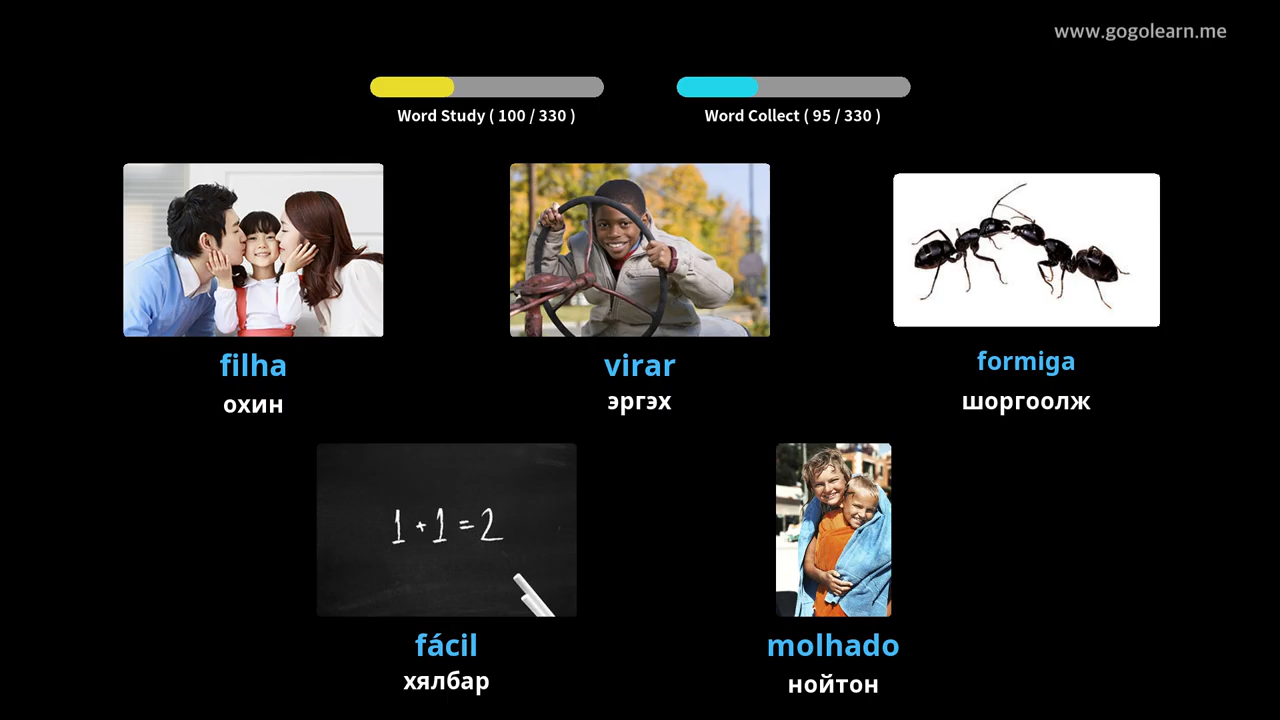 www.gogolearn.me
Word Study ( 100 / 330 )
Word Collect ( 95 / 330 )
filha
охин
virar
эргэх
formiga
шоргоолж
1 + 1 = 2
fácil
хялбар
molhado
нойтон